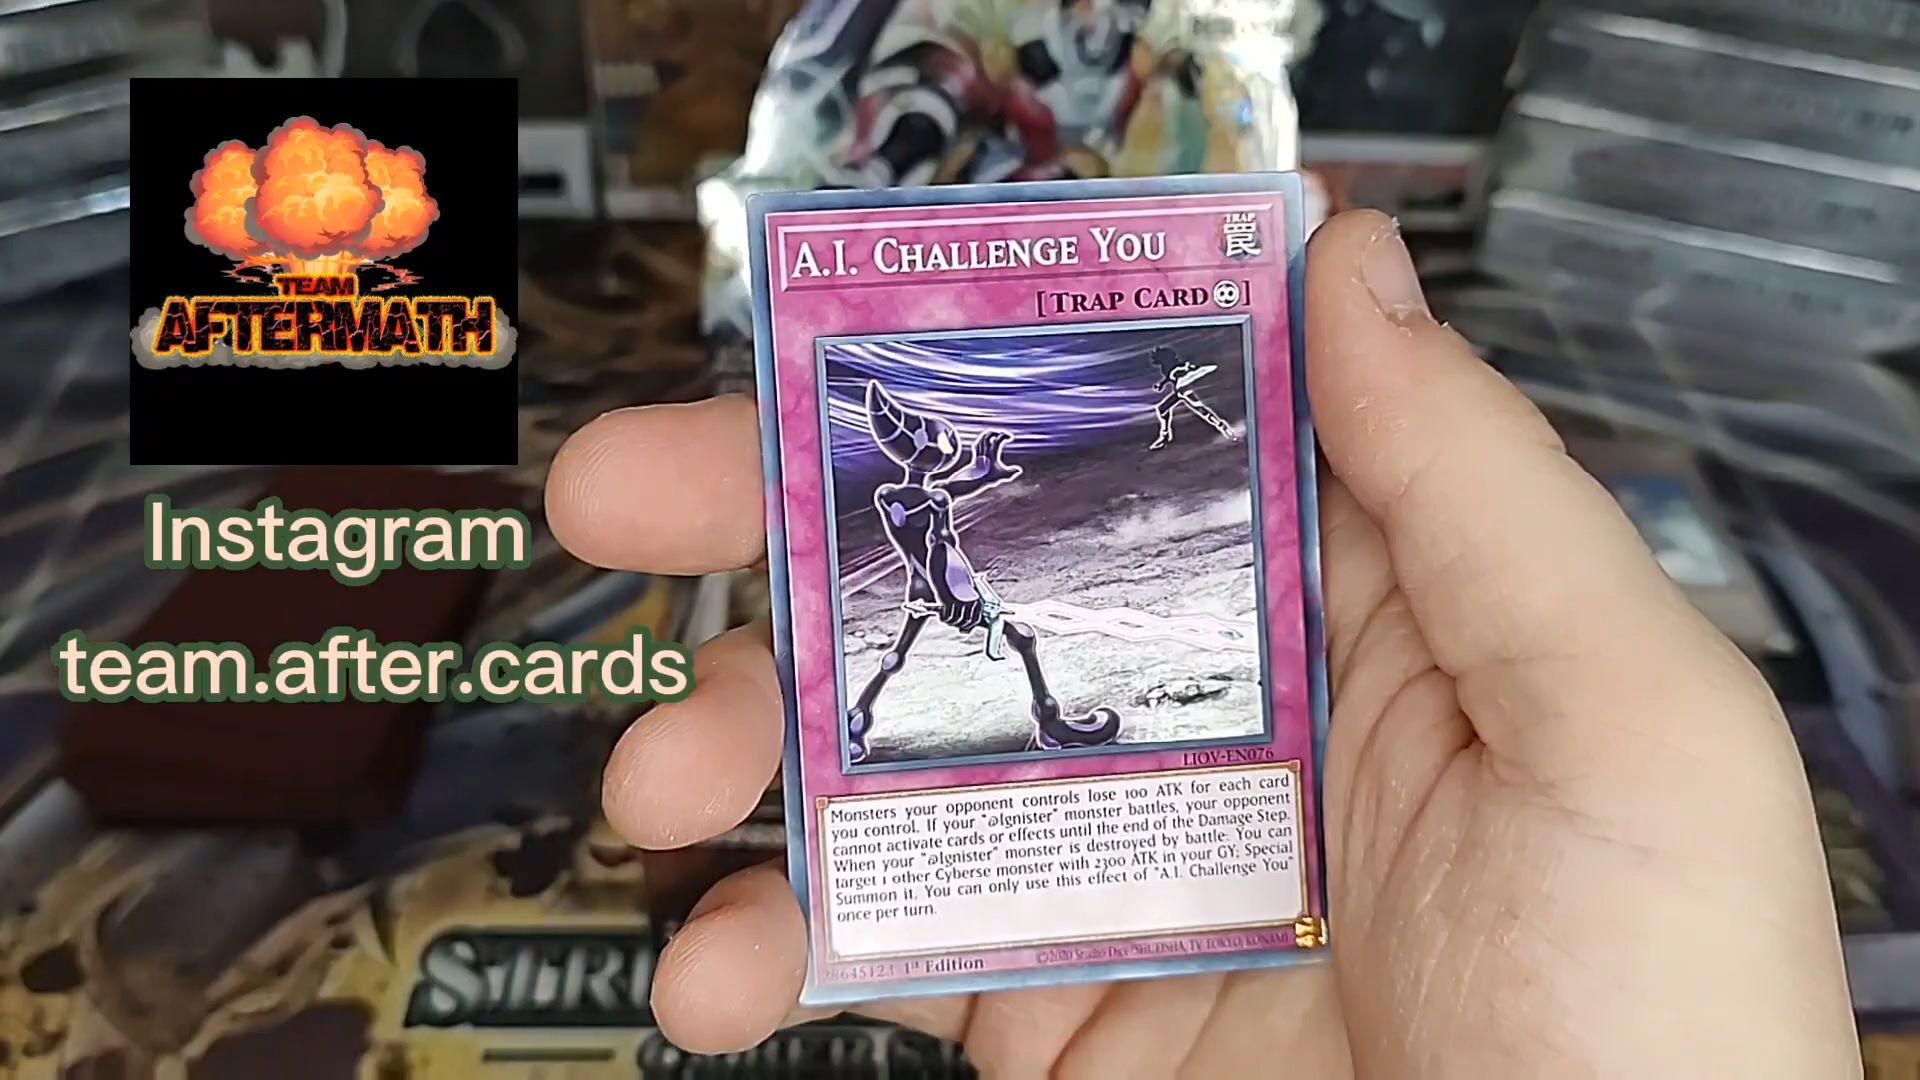 TEAM
AFTERMATH
Instagram
team.after.cards
A.I. CHALLENGE YOU
TRAP
罠
[TRAP CARD ]
LIOV-EN076
Monsters your opponent controls lose 100 ATK for each card
you control. If your "@Ignister" monster battles, your opponent
cannot activate cards or effects until the end of the Damage Step.
When your "@Ignister" monster is destroyed by battle: You can
target 1 other Cyberse monster with 2300 ATK in your GY; Special
Summon it. You can only use this effect of "A.I. Challenge You"
once per turn.
28645123 1st Edition
©2020 Studio Dice/SHUEISHA, TV TOKYO, KONAMI